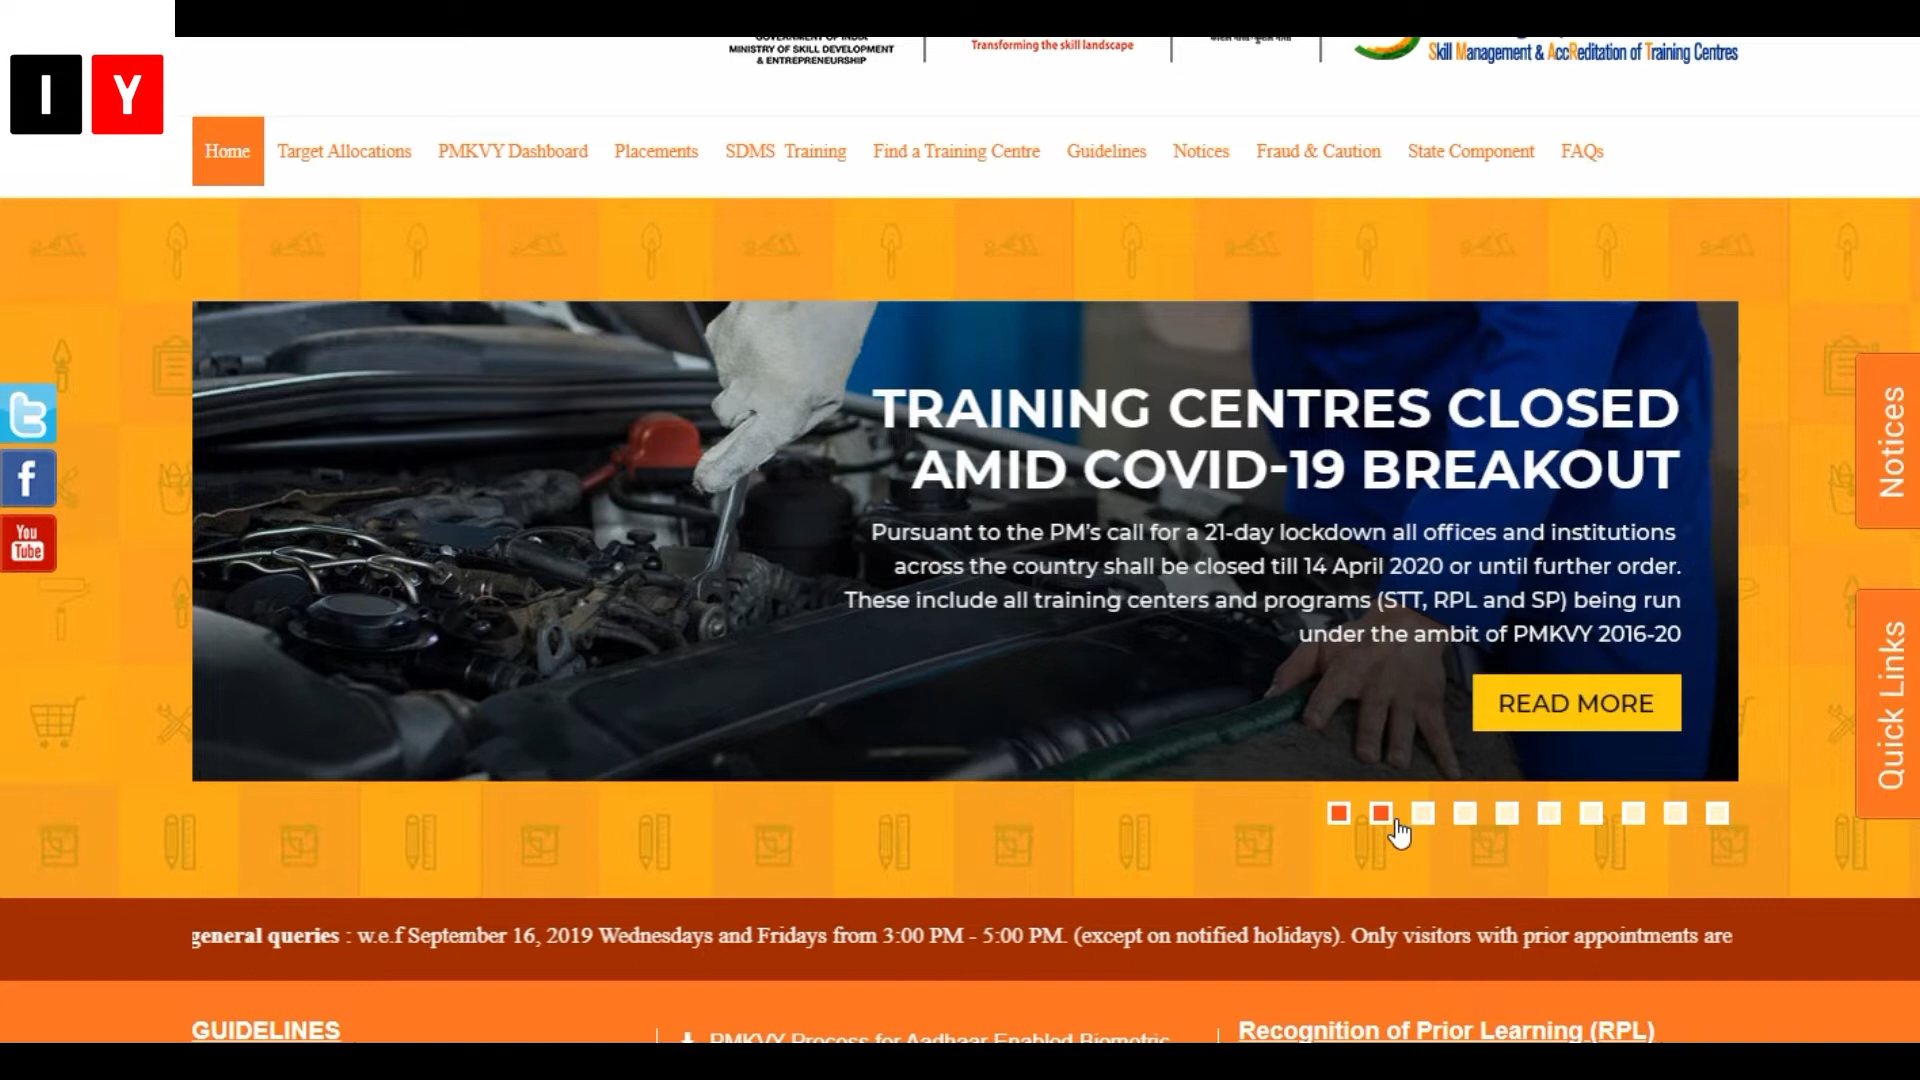 I Y
MINISTRY OF SKILL DEVELOPMENT
& ENTREPRENEURSHIP
Transforming the skill landscape
Skill Management & AccReditation of Training Centres
Home Target Allocations PMKVY Dashboard Placements SDMS Training Find a Training Centre Guidelines Notices Fraud & Caution State Component FAQs
TRAINING CENTRES CLOSED
AMID COVID-19 BREAKOUT
Pursuant to the PM's call for a 21-day lockdown all offices and institutions
across the country shall be closed till 14 April 2020 or until further order.
These include all training centers and programs (STT, RPL and SP) being run
under the ambit of PMKVY 2016-20
READ MORE
Notices
Quick Links
You
Tube
general queries : w.e.f September 16, 2019 Wednesdays and Fridays from 3:00 PM - 5:00 PM. (except on notified holidays). Only visitors with prior appointments are
GUIDELINES
PMKVY Process for Aadhaar Enabled Biometric
Recognition of Prior Learning (RPL)